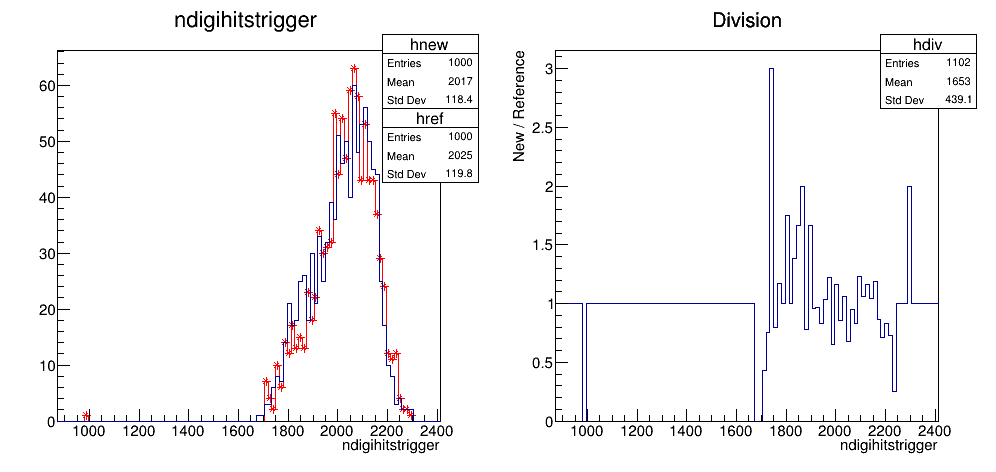 ndigihitstrigger
hnew
Entries 1000
Mean 2017
Std Dev 118.4
href
Entries 1000
Mean 2025
Std Dev 119.8
60
50
40
30
20
10
0
1000 1200 1400 1600 1800 2000 2200 2400
ndigihitstrigger
Division
hdiv
Entries 1102
Mean 1653
Std Dev 439.1
New / Reference
3
2.5
2
1.5
1
0.5
0
1000 1200 1400 1600 1800 2000 2200 2400
ndigihitstrigger